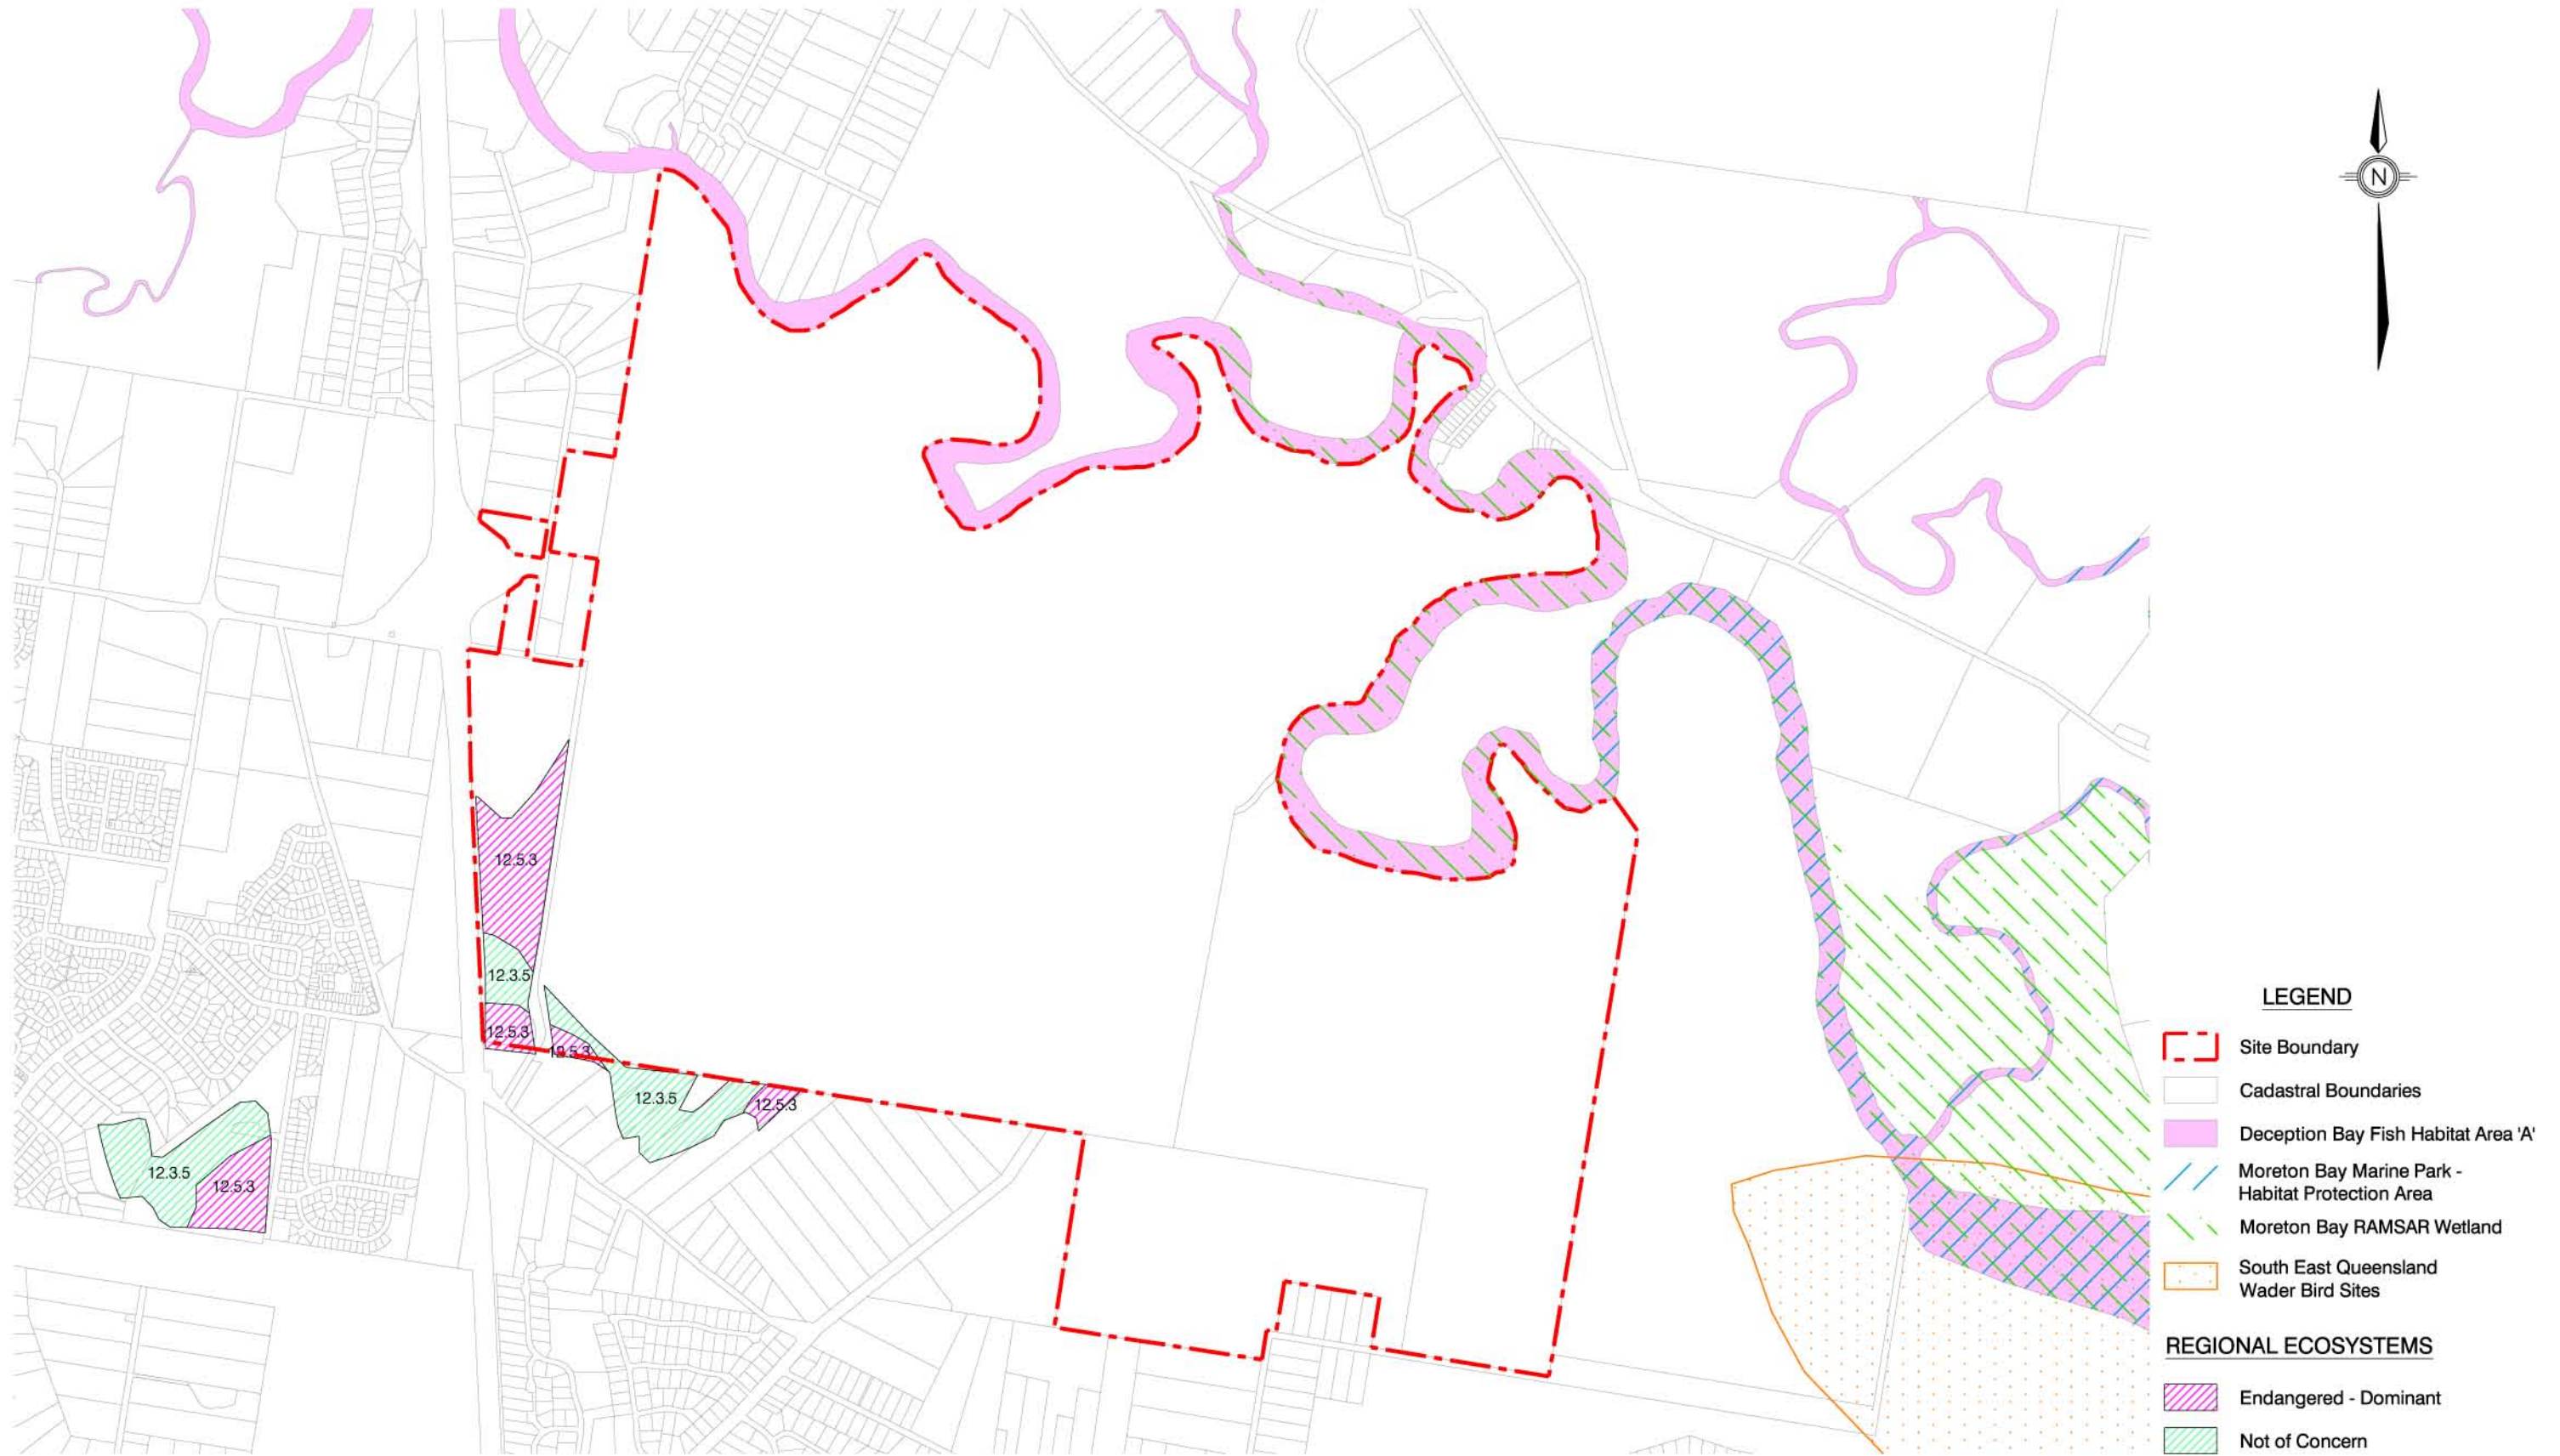 N
12.5.3
12.3.5
12.5.3
12.5.3
12.3.5
12.5.3
12.3.5
12.5.3
LEGEND
Site Boundary
Cadastral Boundaries
Deception Bay Fish Habitat Area 'A'
Moreton Bay Marine Park -
Habitat Protection Area
Moreton Bay RAMSAR Wetland
South East Queensland
Wader Bird Sites
REGIONAL ECOSYSTEMS
Endangered - Dominant
Not of Concern